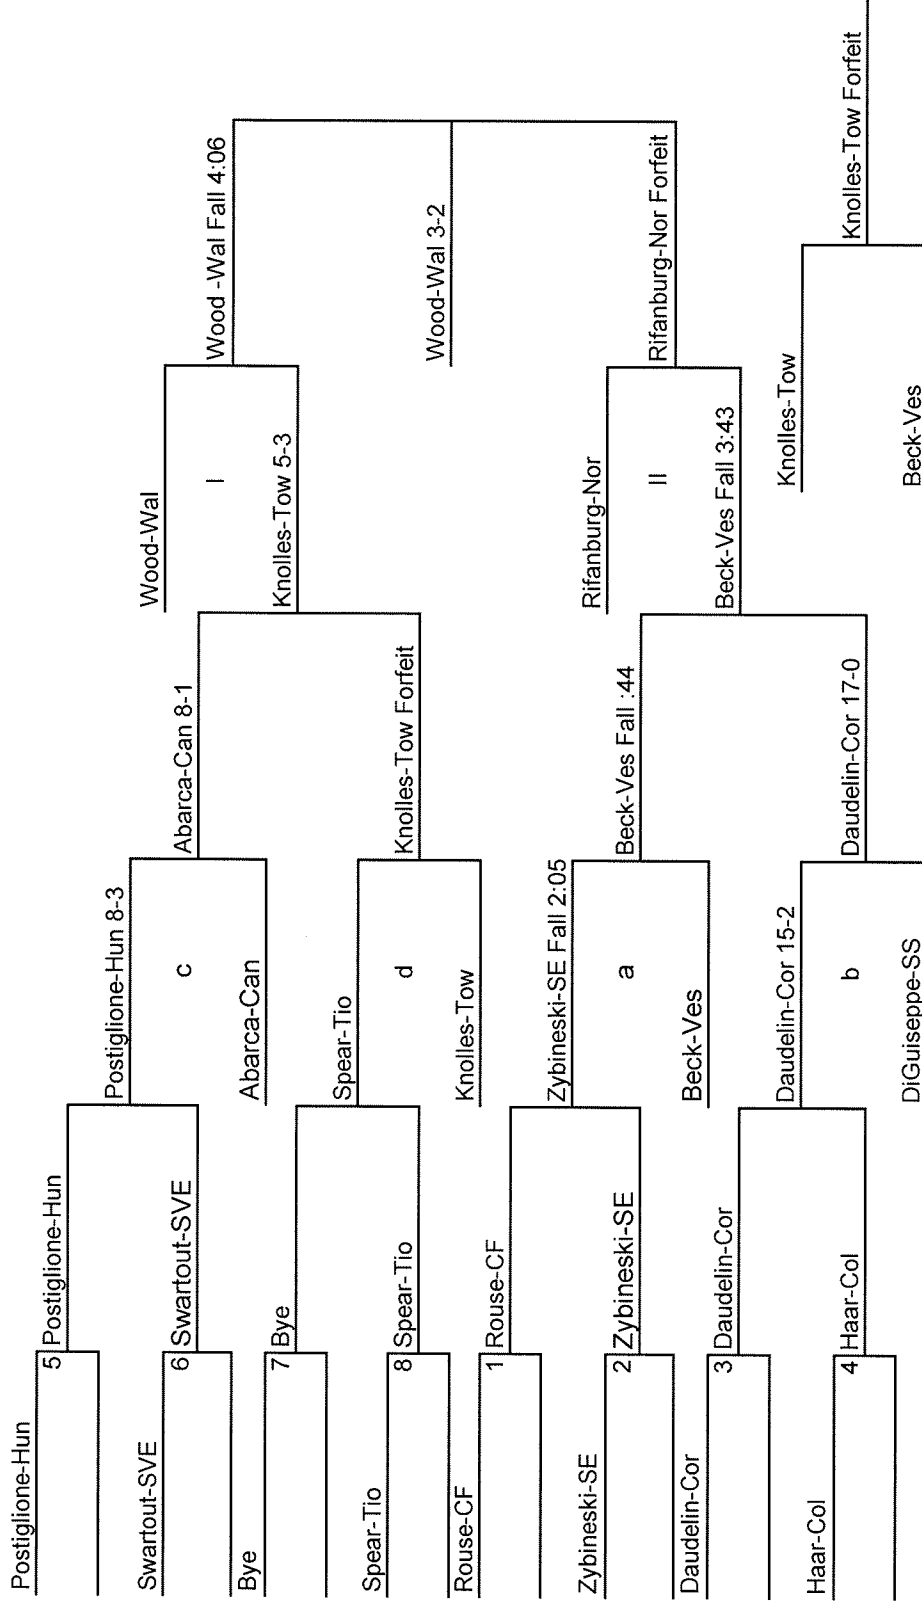 Postiglione-Hun
Swartout-SVE
Bye
Spear-Tio
Rouse-CF
Zybineski-SE
Daudelin-Cor
Haar-Col
5
Postiglione-Hun
6
Swartout-SVE
7
Bye
8
Spear-Tio
1
Rouse-CF
2
Zybineski-SE
3
Daudelin-Cor
4
Haar-Col
Postiglione-Hun 8-3
c
Abarca-Can
Spear-Tio
d
Knolles-Tow
Zybineski-SE Fall 2:05
a
Beck-Ves
Daudelin-Cor 15-2
b
DiGuiseppe-SS
Abarca-Can 8-1
Knolles-Tow Forfeit
Beck-Ves Fall :44
Daudelin-Cor 17-0
Wood-Wal
I
Knolles-Tow 5-3
Rifanburg-Nor
II
Beck-Ves Fall 3:43
Wood -Wal Fall 4:06
Wood-Wal 3-2
Rifanburg-Nor Forfeit
Knolles-Tow
Beck-Ves
Knolles-Tow Forfeit